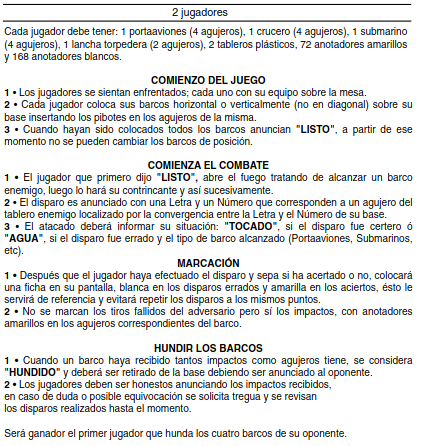 2 jugadores
Cada jugador debe tener: 1 portaaviones (4 agujeros), 1 crucero (4 agujeros), 1 submarino
(4 agujeros), 1 lancha torpedera (2 agujeros), 2 tableros plásticos, 72 anotadores amarillos
y 168 anotadores blancos.
COMIENZO DEL JUEGO
1 • Los jugadores se sientan enfrentados; cada uno con su equipo sobre la mesa.
2 • Cada jugador coloca sus barcos horizontal o verticalmente (no en diagonal) sobre su
base insertando los pibotes en los agujeros de la misma.
3 • Cuando hayan sido colocados todos los barcos anuncian "LISTO", a partir de ese
momento no se pueden cambiar los barcos de posición.
COMIENZA EL COMBATE
1 • El jugador que primero dijo "LISTO", abre el fuego tratando de alcanzar un barco
enemigo, luego lo hará su contrincante y así sucesivamente.
2 • El disparo es anunciado con una Letra y un Número que corresponden a un agujero del
tablero enemigo localizado por la convergencia entre la Letra y el Número de su base.
3 • El atacado deberá informar su situación: "TOCADO", si el disparo fue certero ó
"AGUA", si el disparo fue errado y el tipo de barco alcanzado (Portaaviones, Submarinos,
etc).
MARCACIÓN
1 • Después que el jugador haya efectuado el disparo y sepa si ha acertado o no, colocará
una ficha en su pantalla, blanca en los disparos errados y amarilla en los aciertos, ésto le
servirá de referencia y evitará repetir los disparos a los mismos puntos.
2 • No se marcan los tiros fallidos del adversario pero sí los impactos, con anotadores
amarillos en los agujeros correspondientes del barco.
HUNDIR LOS BARCOS
1 • Cuando un barco haya recibido tantos impactos como agujeros tiene, se considera
"HUNDIDO" y deberá ser retirado de la base debiendo ser anunciado al oponente.
2 • Los jugadores deben ser honestos anunciando los impactos recibidos,
en caso de duda o posible equivocación se solicita tregua y se revisan
los disparos realizados hasta el momento.
Será ganador el primer jugador que hunda los cuatro barcos de su oponente.